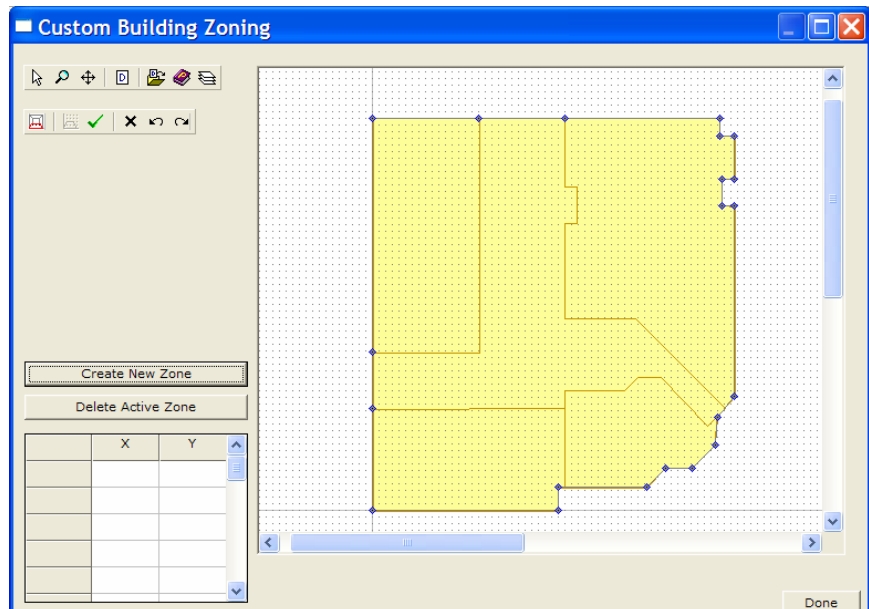 Custom Building Zoning
D
Create New Zone
Delete Active Zone
X Y
Done